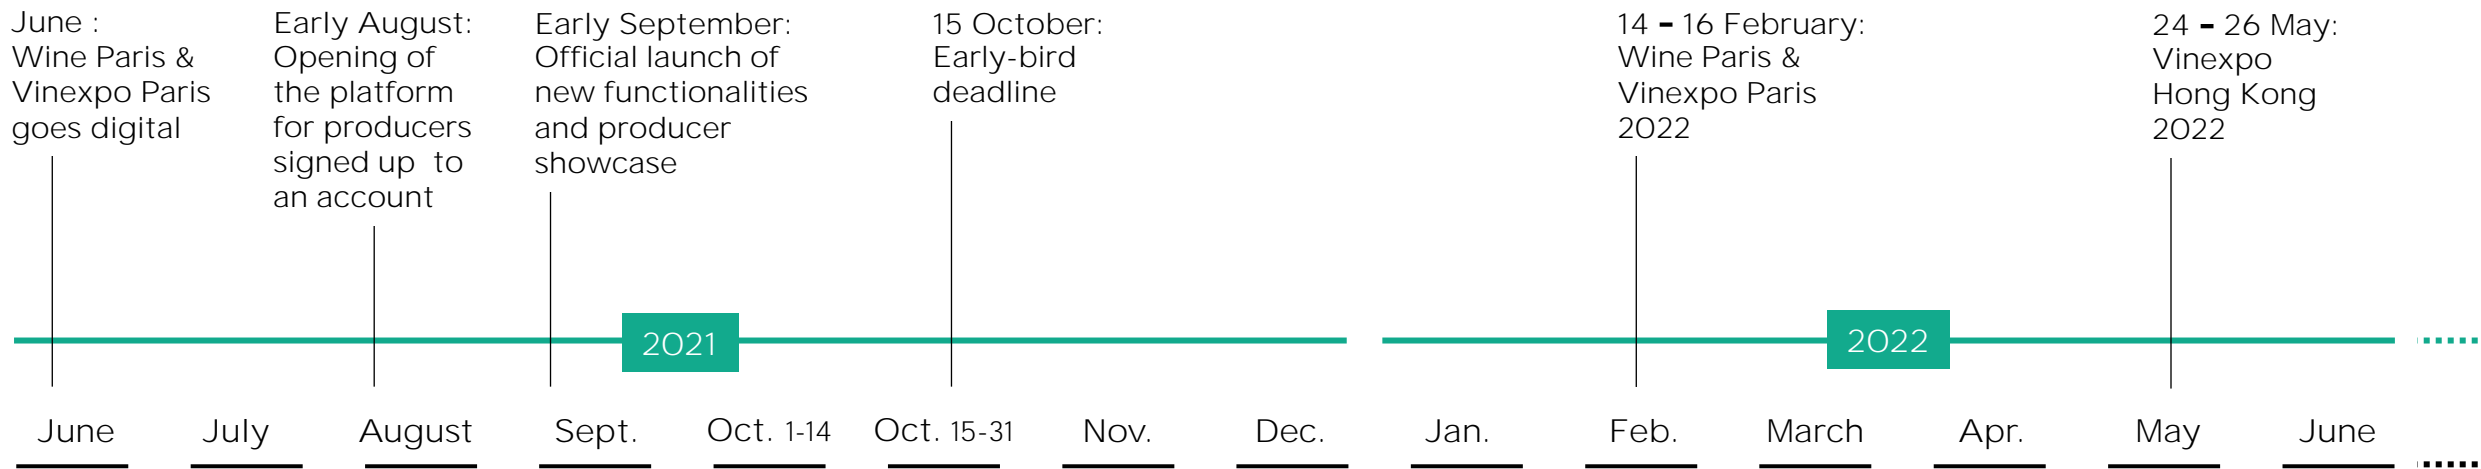 June :
Wine Paris &
Vinexpo Paris
goes digital
Early August:
Opening of
the platform
for producers
signed up to
an account
Early September:
Official launch of
new functionalities
and producer
showcase
15 October:
Early-bird
deadline
14 – 16 February:
Wine Paris &
Vinexpo Paris
2022
24 – 26 May:
Vinexpo
Hong Kong
2022
2021
2022
June
July
August
Sept.
Oct. 1-14
Oct. 15-31
Nov.
Dec.
Jan.
Feb.
March
Apr.
May
June